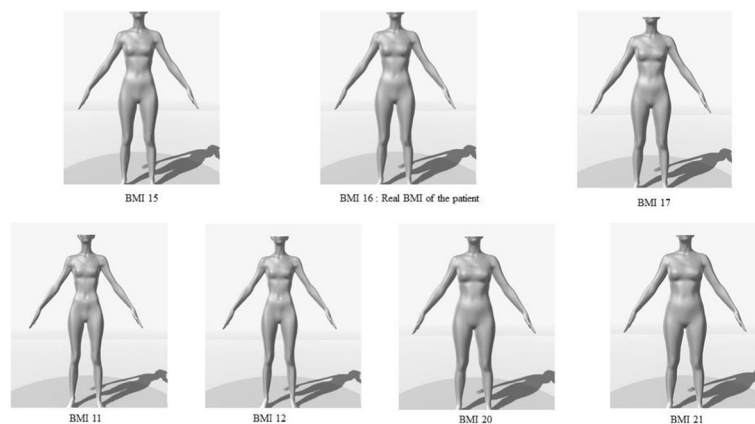 BMI 15
BMI 16 : Real BMI of the patient
BMI 17
BMI 11
BMI 12
BMI 20
BMI 21